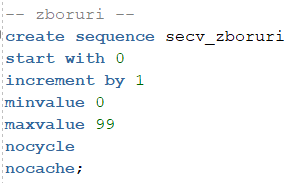 -- zboruri --
create sequence secv_zboruri
start with 0
increment by 1
minvalue 0
maxvalue 99
nocycle
nocache;